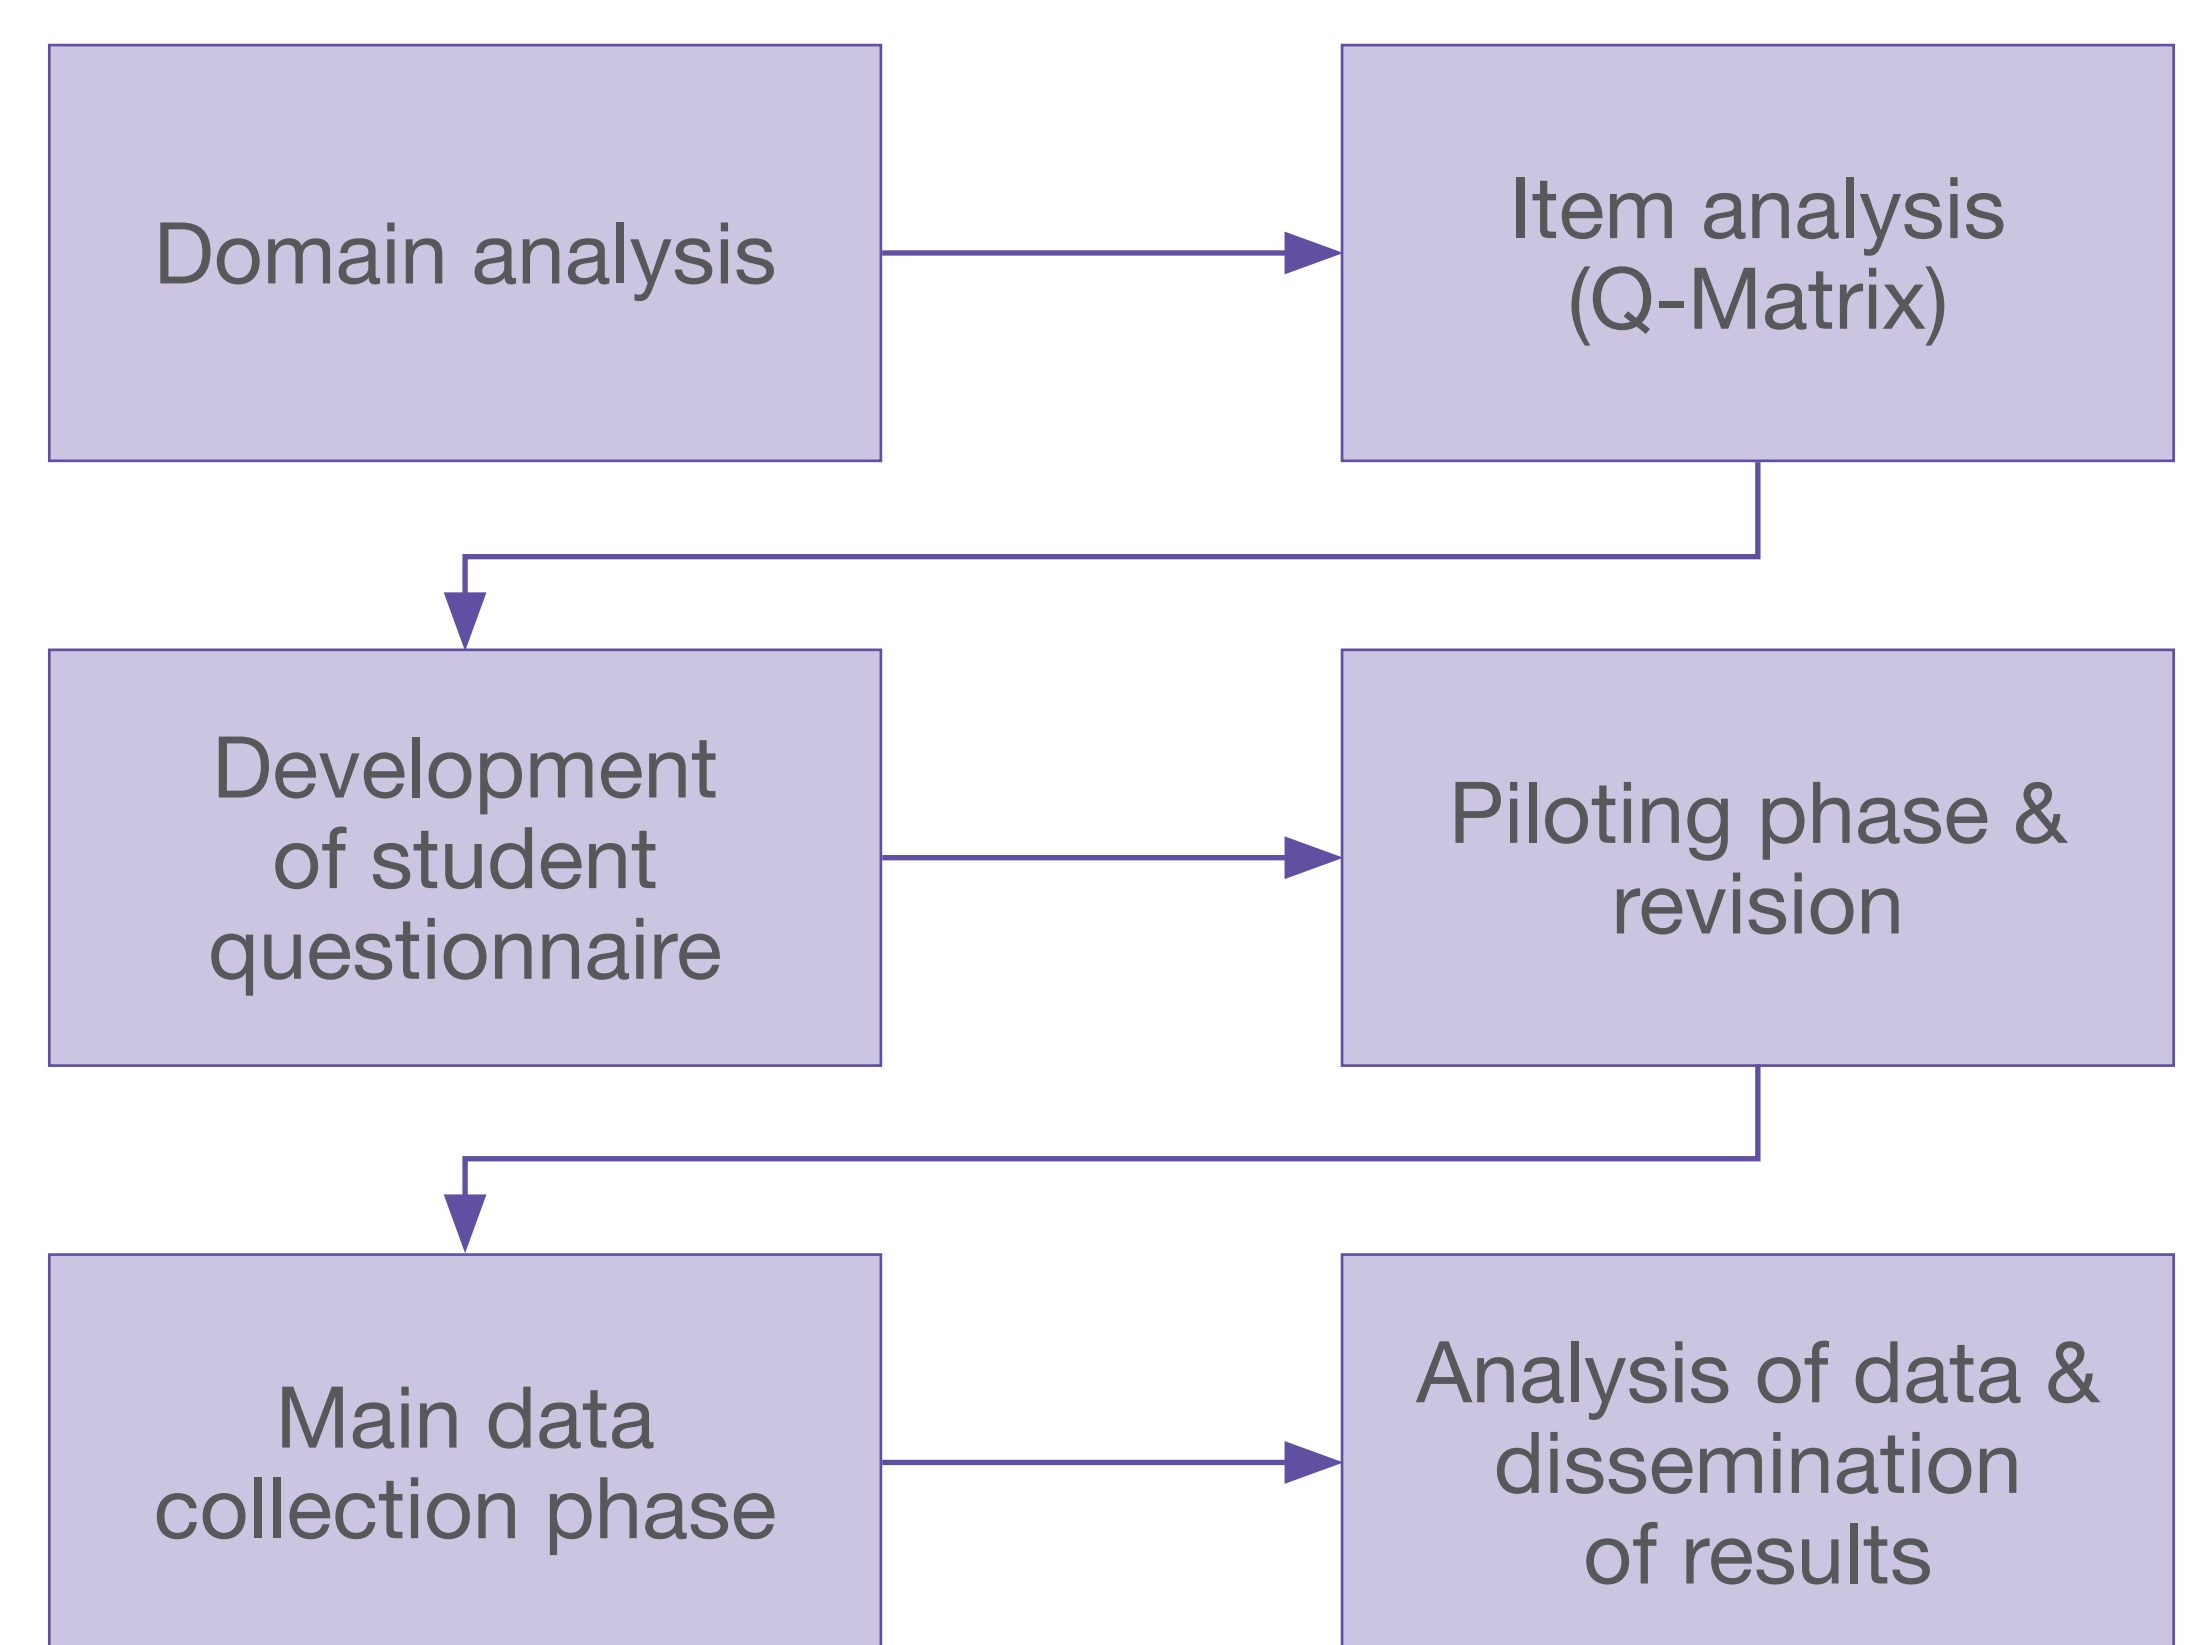 Domain analysis
Item analysis
(Q-Matrix)
Development
of student
questionnaire
Piloting phase &
revision
Main data
collection phase
Analysis of data &
dissemination
of results